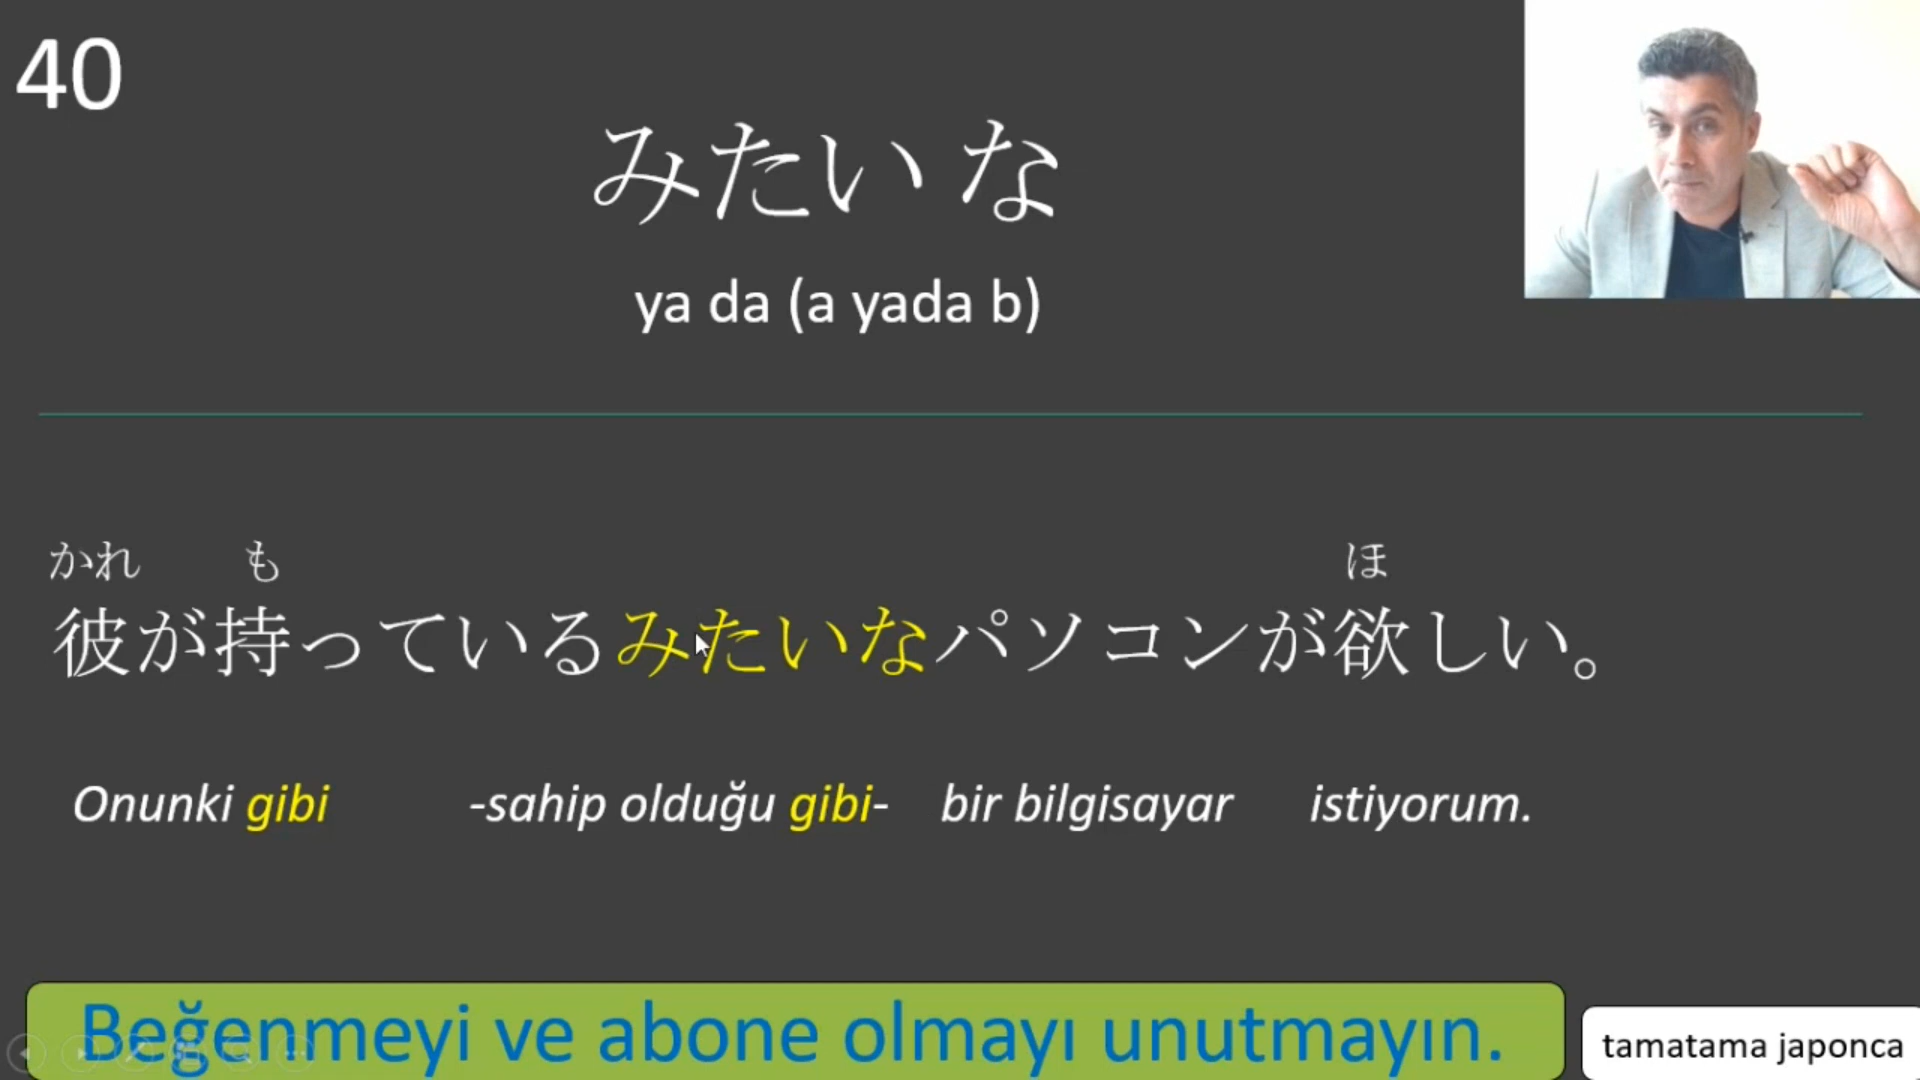 40
みたいな
ya da (a yada b)
かれ も ほ
彼が持っているみたいなパソコンが欲しい。
Onunki gibi -sahip olduğu gibi- bir bilgisayar istiyorum.
Beğenmeyi ve abone olmayı unutmayın.
tamatama japonca